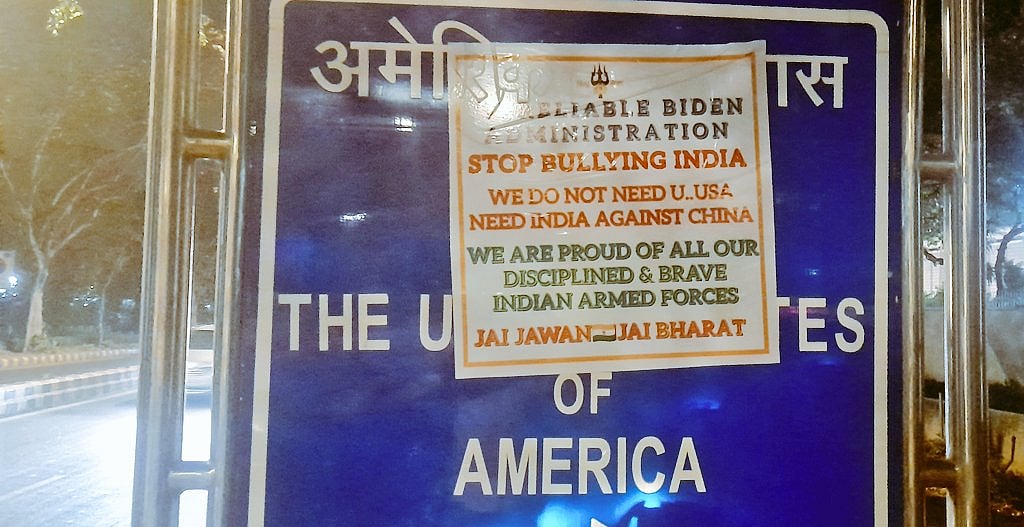 THE U
TES
OF
AMERICA
BIDEN
ADMINISTRATION
STOP BULLYING INDIA
WE DO NOT NEED U..USA
NEED INDIA AGAINST CHINA
WE ARE PROUD OF ALL OUR
DISCIPLINED & BRAVE
INDIAN ARMED FORCES
JAI JAWAN JAI BHARAT